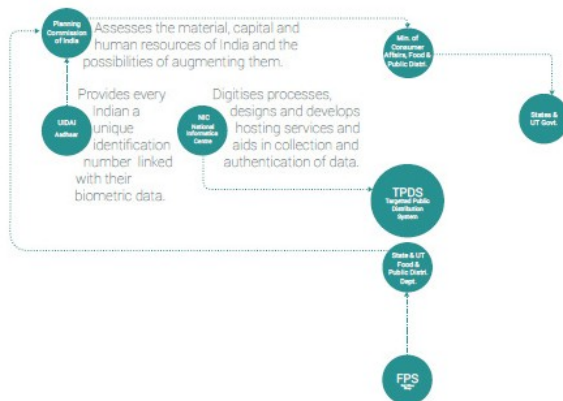 Planning
Commission
of India
Assesses the material, capital and
human resources of India and the
possibilities of augmenting them.
Min. of
Consumer
Affairs, Food &
Public Distri.
States &
UT Govt.
UIDAI
Aadhaar
Provides every
Indian a
unique
identification
number linked
with their
biometric data.
NIC
National
Informatics
Centre
Digitises processes,
designs and develops
hosting services and
aids in collection and
authentication of data.
TPDS
Targeted Public
Distribution
System
State & UT
Food &
Public Distri.
Dept.
FPS